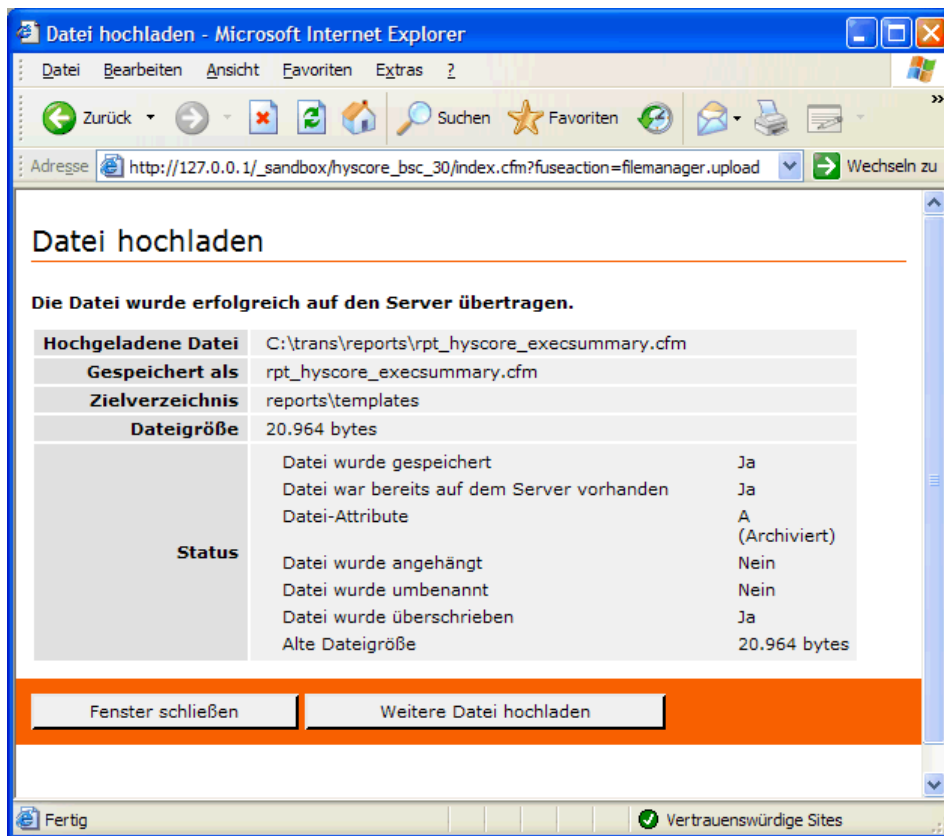 Datei hochladen - Microsoft Internet Explorer
Datei Bearbeiten Ansicht Favoriten Extras ?
Zurück Suchen Favoriten »
Adresse http://127.0.0.1/_sandbox/hyscore_bsc_30/index.cfm?fuseaction=filemanager.upload Wechseln zu
Datei hochladen
Die Datei wurde erfolgreich auf den Server übertragen.
Hochgeladene Datei C:\trans\reports\rpt_hyscore_execsummary.cfm
Gespeichert als rpt_hyscore_execsummary.cfm
Zielverzeichnis reports\templates
Dateigröße 20.964 bytes
Status
Datei wurde gespeichert Ja
Datei war bereits auf dem Server vorhanden Ja
Datei-Attribute A
(Archiviert)
Datei wurde angehängt Nein
Datei wurde umbenannt Nein
Datei wurde überschrieben Ja
Alte Dateigröße 20.964 bytes
Fenster schließen Weitere Datei hochladen
Fertig Vertrauenswürdige Sites